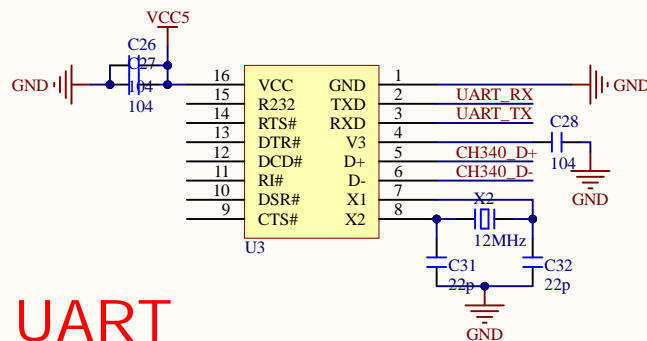 VCC5
C26
C27
104
104
GND
16 VCC GND 1 GND
15 R232 TXD 2 UART_RX
14 RTS# RXD 3 UART_TX
13 DTR# V3 4 C28
12 DCD# D+ 5 CH340_D+ 104
11 RI# D- 6 CH340_D-
10 DSR# X1 7 X2 GND
9 CTS# X2 8 12MHz
U3
C31 C32
22p 22p
UART
GND